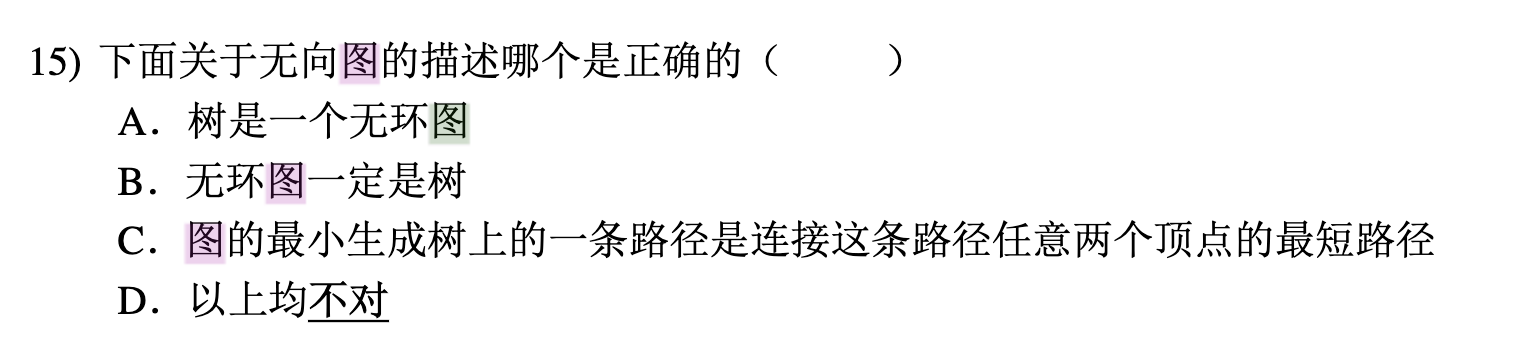 15) 下面关于无向图的描述哪个是正确的（　　）
A．树是一个无环图
B．无环图一定是树
C．图的最小生成树上的一条路径是连接这条路径任意两个顶点的最短路径
D．以上均不对